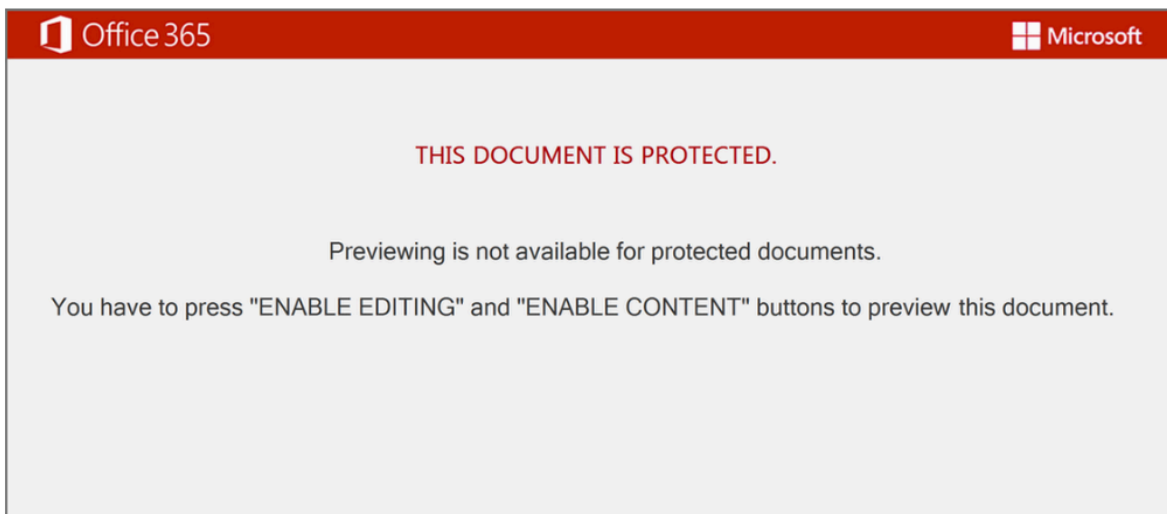 Office 365
Microsoft
THIS DOCUMENT IS PROTECTED.
Previewing is not available for protected documents.
You have to press "ENABLE EDITING" and "ENABLE CONTENT" buttons to preview this document.